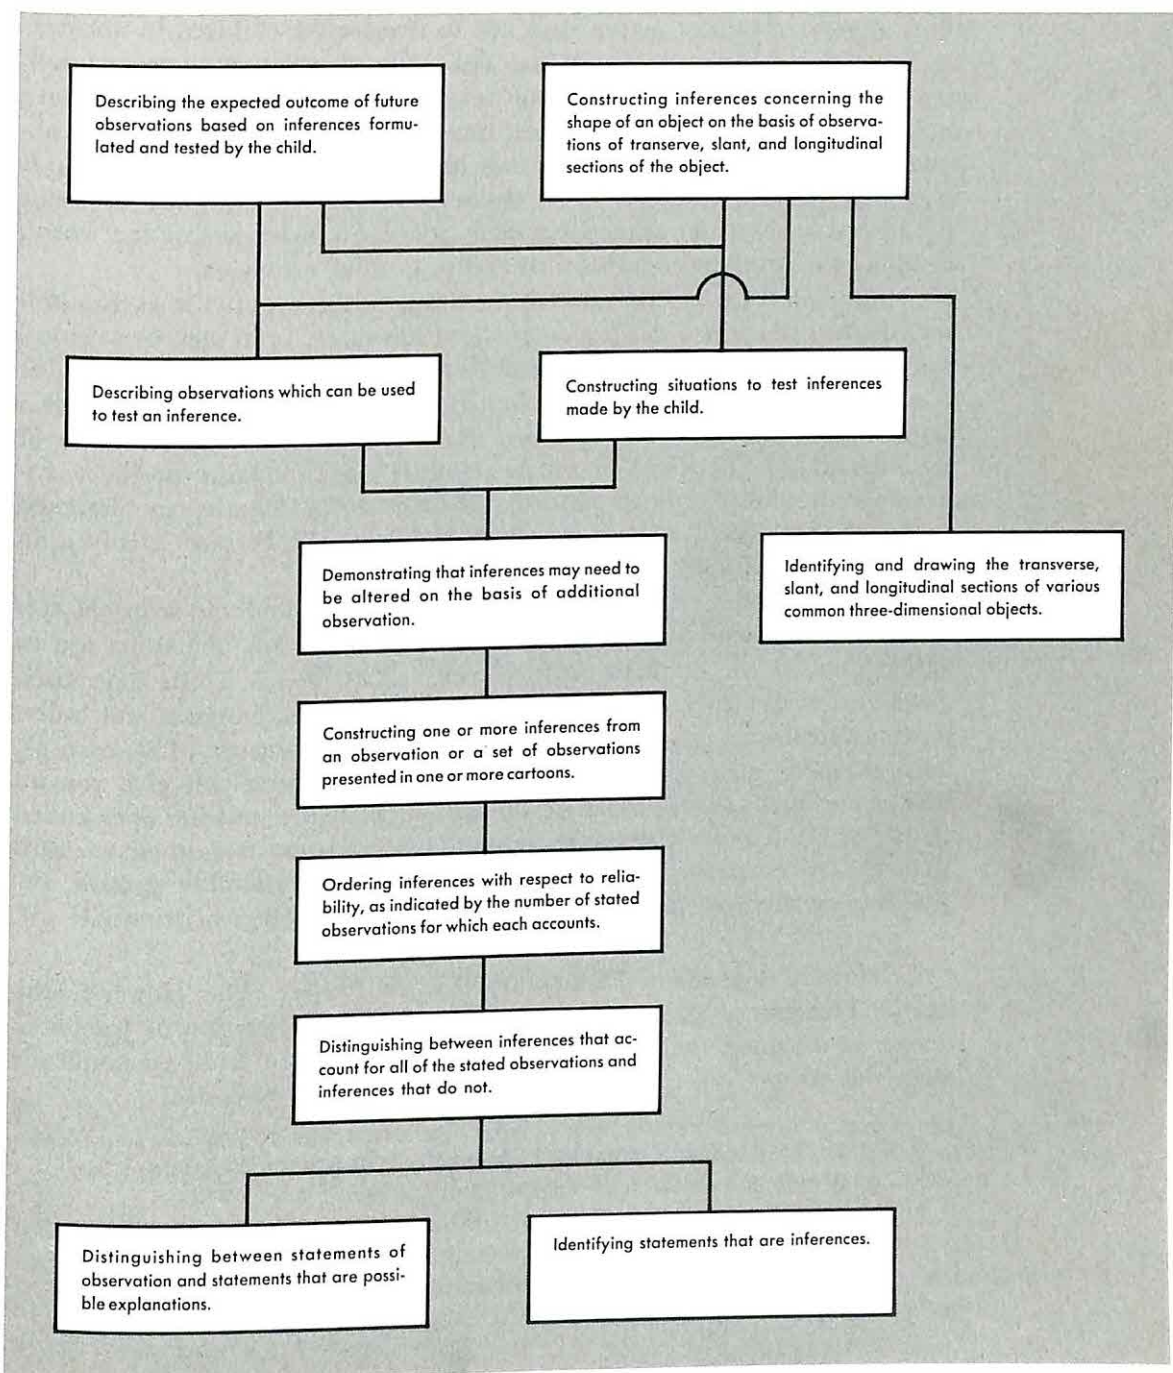 Describing the expected outcome of future
observations based on inferences formu-
lated and tested by the child.
Constructing inferences concerning the
shape of an object on the basis of observa-
tions of transerve, slant, and longitudinal
sections of the object.
Describing observations which can be used
to test an inference.
Constructing situations to test inferences
made by the child.
Demonstrating that inferences may need to
be altered on the basis of additional
observation.
Identifying and drawing the transverse,
slant, and longitudinal sections of various
common three-dimensional objects.
Constructing one or more inferences from
an observation or a set of observations
presented in one or more cartoons.
Ordering inferences with respect to relia-
bility, as indicated by the number of stated
observations for which each accounts.
Distinguishing between inferences that ac-
count for all of the stated observations and
inferences that do not.
Distinguishing between statements of
observation and statements that are possi-
ble explanations.
Identifying statements that are inferences.